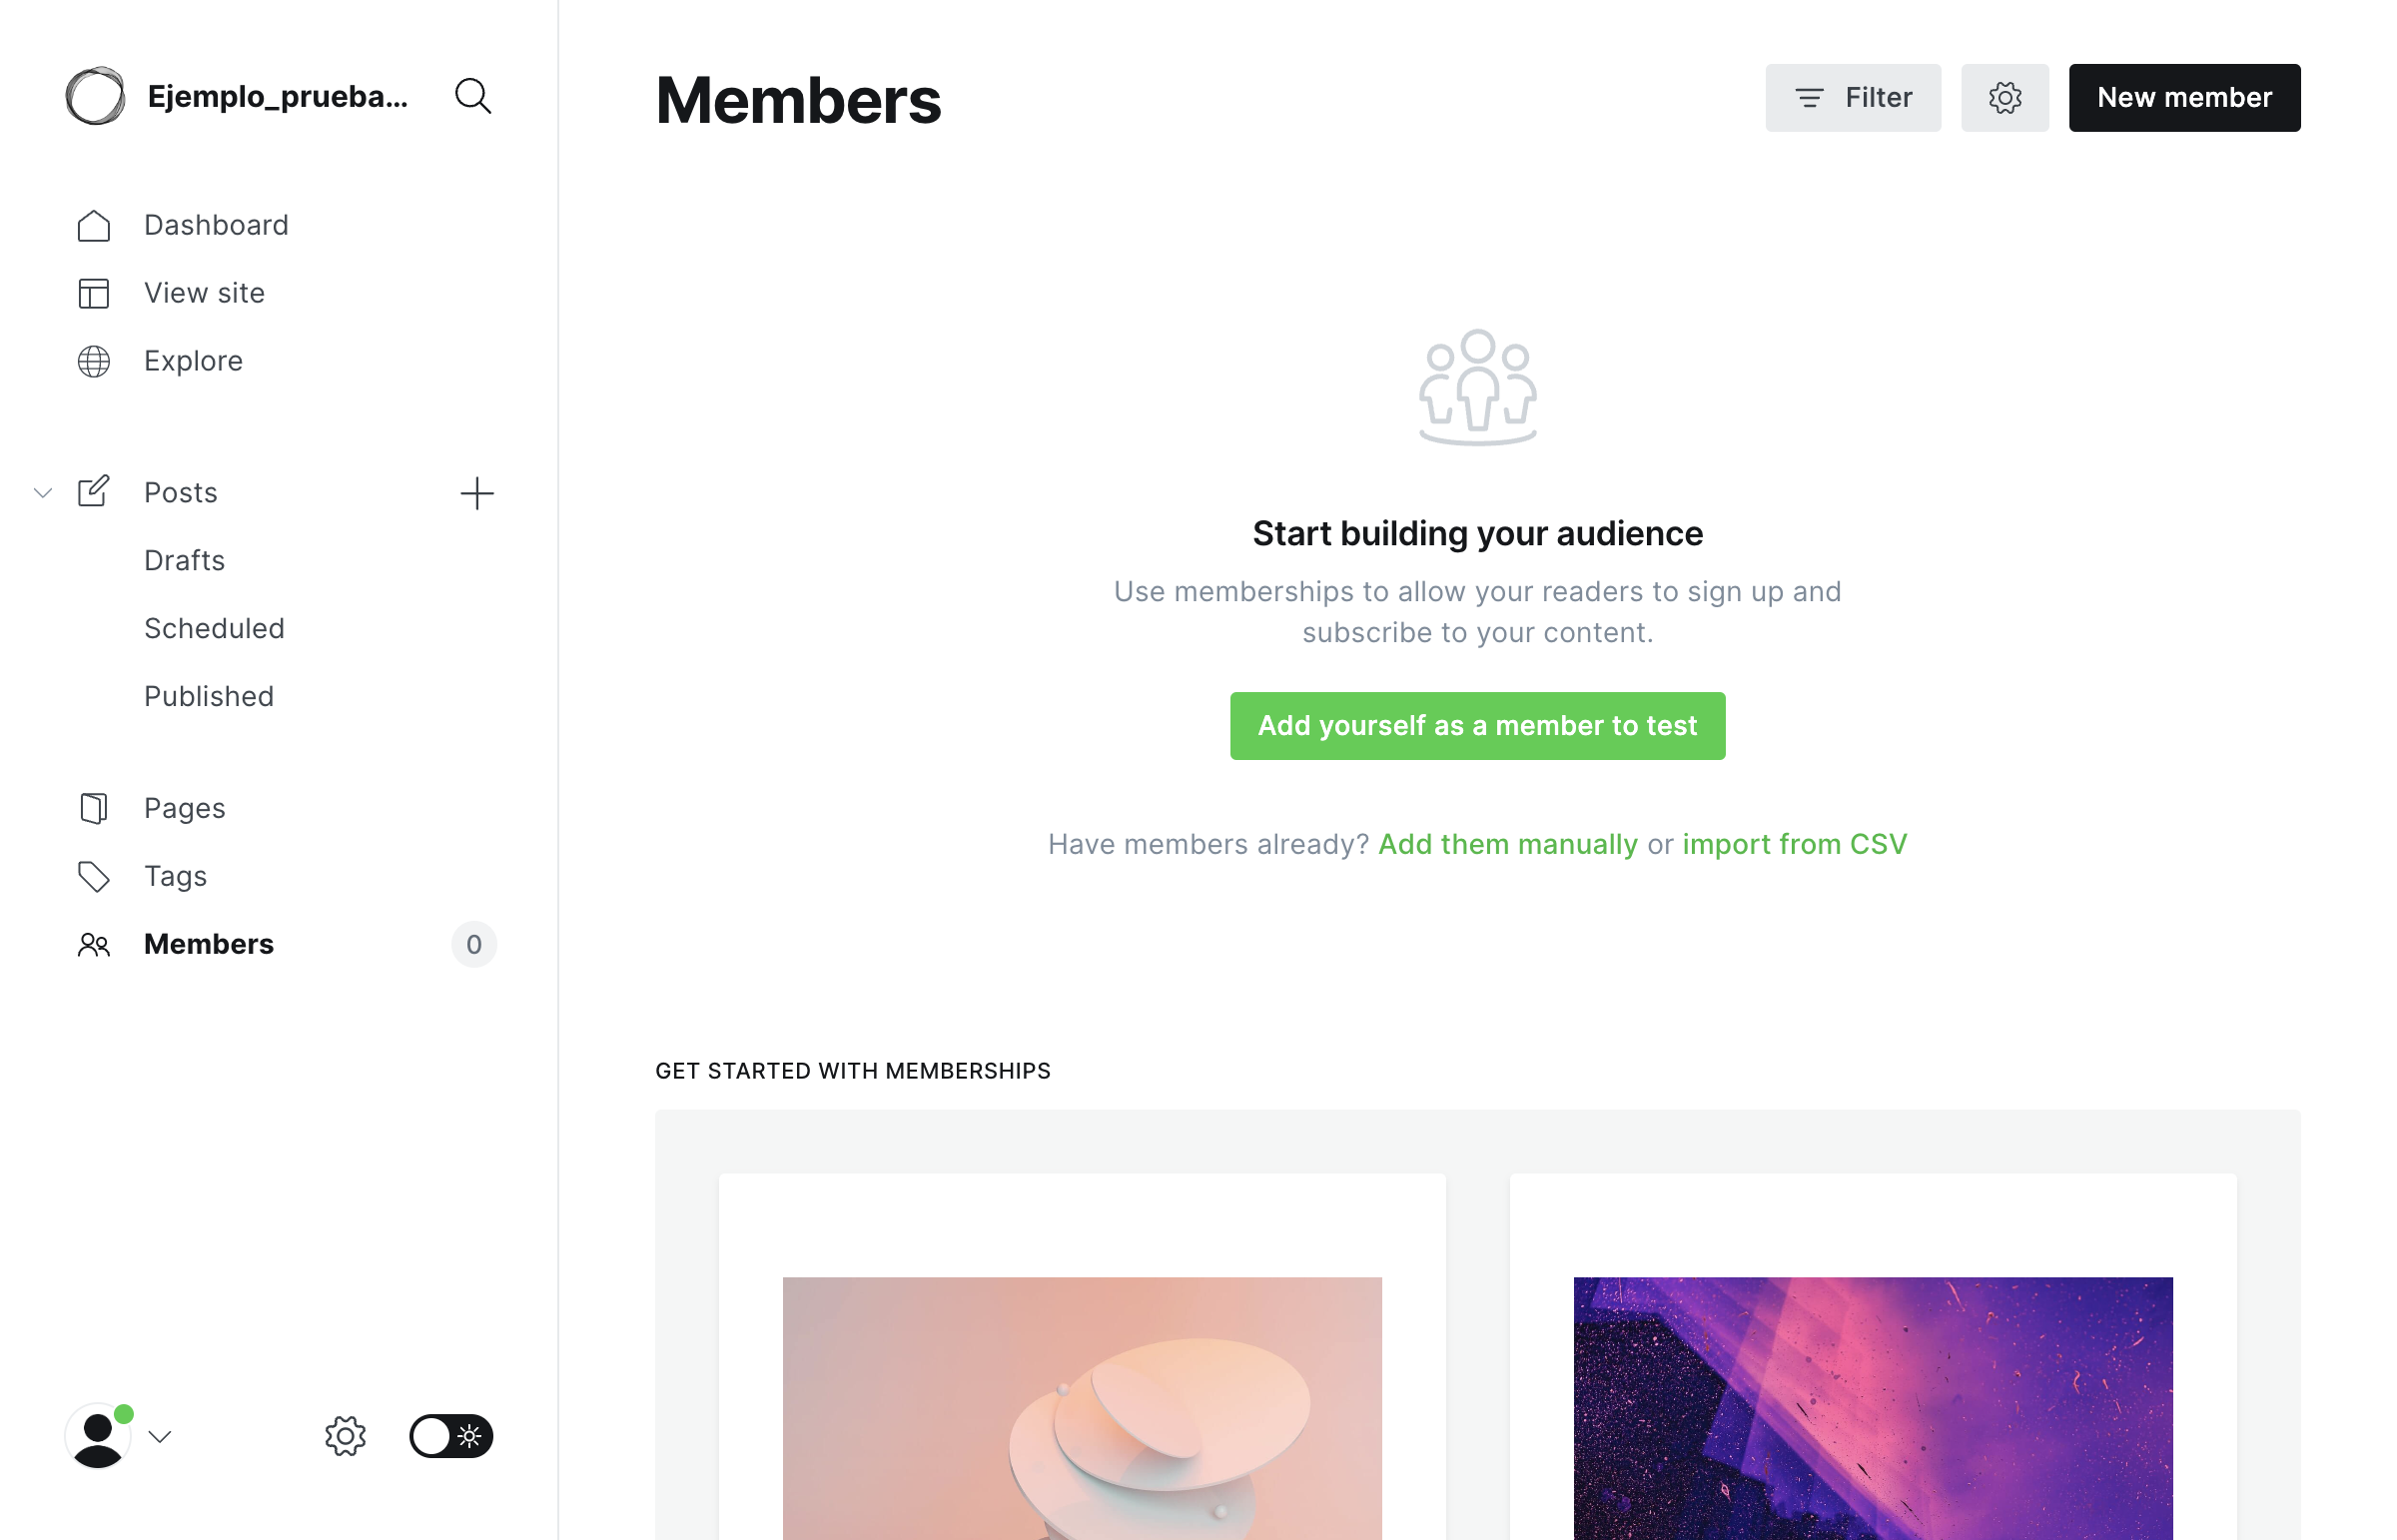 Ejemplo_prueba...
Dashboard
View site
Explore
Posts
Drafts
Scheduled
Published
Pages
Tags
Members
0
Members
Filter
New member
Start building your audience
Use memberships to allow your readers to sign up and
subscribe to your content.
Add yourself as a member to test
Have members already? Add them manually or import from CSV
GET STARTED WITH MEMBERSHIPS